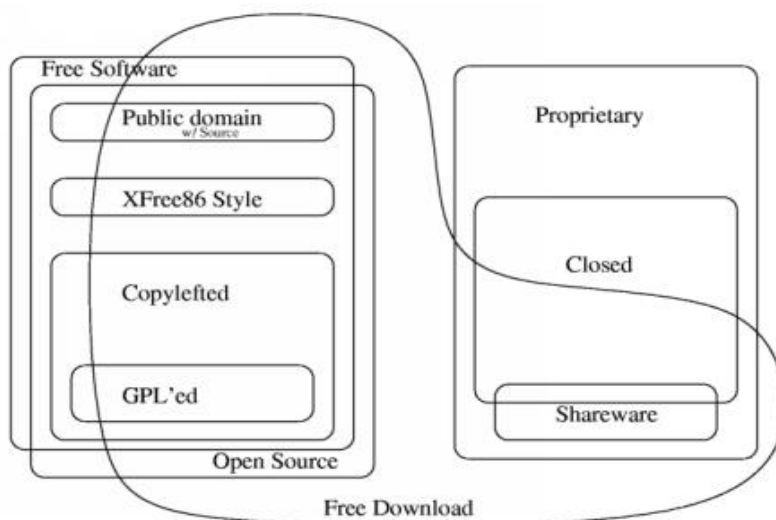 Free Software
Public domain
w/ Source
XFree86 Style
Copylefted
GPL'ed
Open Source
Proprietary
Closed
Shareware
Free Download